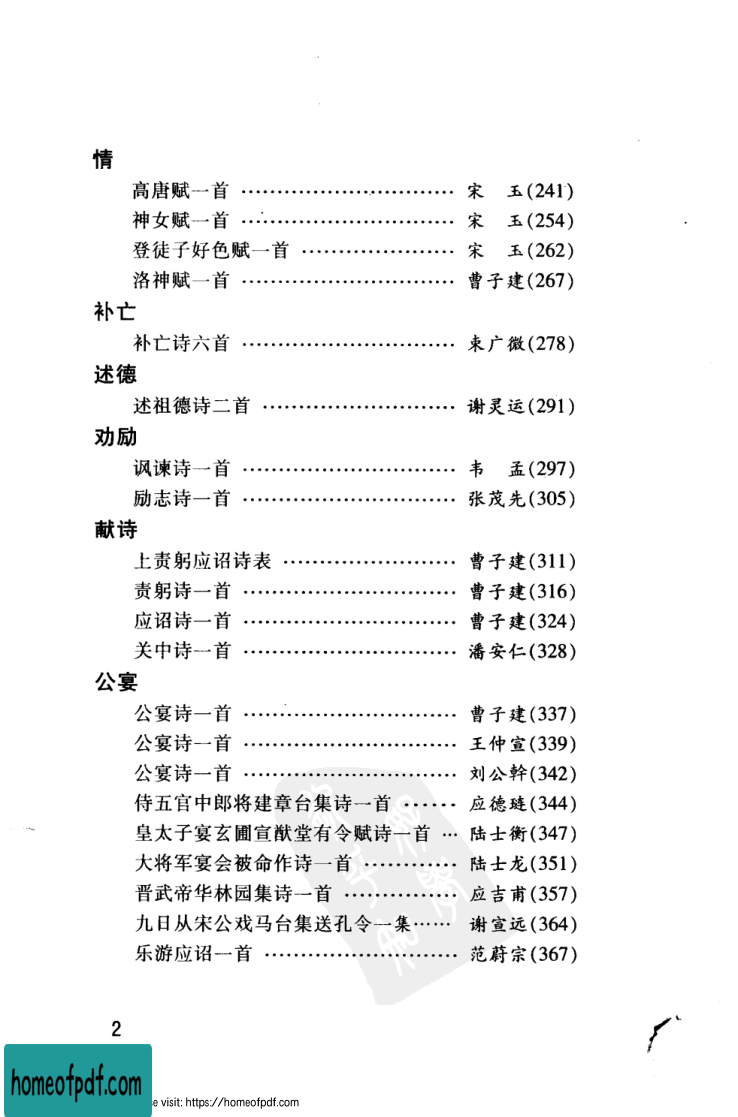 情
高唐赋一首 …………………………… 宋　玉(241)
神女赋一首 …………………………… 宋　玉(254)
登徒子好色赋一首 ………………… 宋　玉(262)
洛神赋一首 …………………………… 曹子建(267)
补亡
补亡诗六首 …………………………… 束广微(278)
述德
述祖德诗二首 ……………………… 谢灵运(291)
劝励
讽谏诗一首 …………………………… 韦　孟(297)
励志诗一首 …………………………… 张茂先(305)
献诗
上责躬应诏诗表 …………………… 曹子建(311)
责躬诗一首 …………………………… 曹子建(316)
应诏诗一首 …………………………… 曹子建(324)
关中诗一首 …………………………… 潘安仁(328)
公宴
公宴诗一首 …………………………… 曹子建(337)
公宴诗一首 …………………………… 王仲宣(339)
公宴诗一首 …………………………… 刘公幹(342)
侍五官中郎将建章台集诗一首 …… 应德琏(344)
皇太子宴玄圃宣猷堂有令赋诗一首 … 陆士衡(347)
大将军宴会被命作诗一首 ………… 陆士龙(351)
晋武帝华林园集诗一首 …………… 应吉甫(357)
九日从宋公戏马台集送孔令一集…… 谢宣远(364)
乐游应诏一首 ……………………… 范蔚宗(367)
2
homeofpdf.com
e visit: https://homeofpdf.com